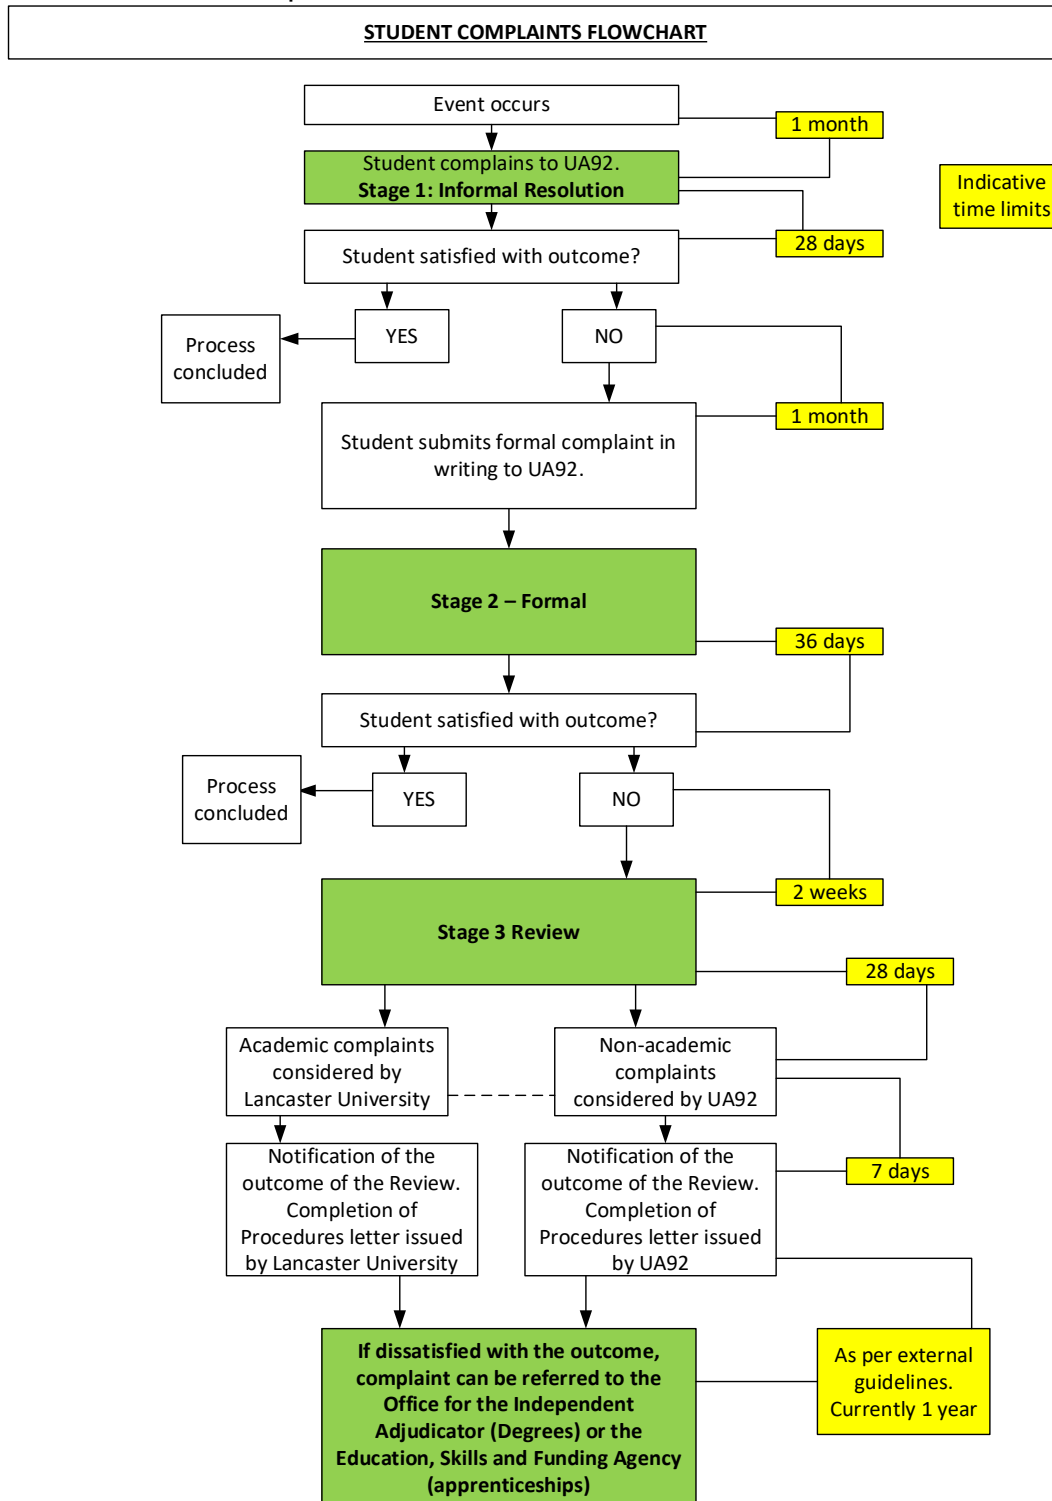 STUDENT COMPLAINTS FLOWCHART
Event occurs
1 month
Student complains to UA92.
Stage 1: Informal Resolution
Indicative
time limits
28 days
Student satisfied with outcome?
YES
NO
Process
concluded
1 month
Student submits formal complaint in
writing to UA92.
Stage 2 – Formal
36 days
Student satisfied with outcome?
Process
concluded
YES
NO
2 weeks
Stage 3 Review
28 days
Academic complaints
considered by
Lancaster University
Non-academic
complaints
considered by UA92
Notification of the
outcome of the Review.
Completion of
Procedures letter issued
by Lancaster University
Notification of the
outcome of the Review.
Completion of
Procedures letter issued
by UA92
7 days
If dissatisfied with the outcome,
complaint can be referred to the
Office for the Independent
Adjudicator (Degrees) or the
Education, Skills and Funding Agency
(apprenticeships)
As per external
guidelines.
Currently 1 year